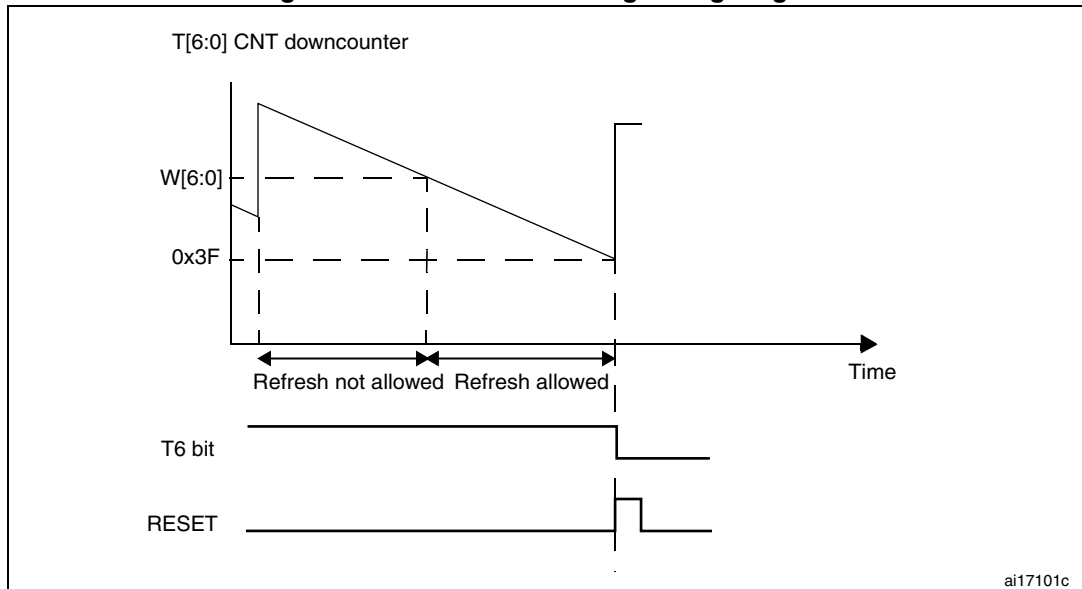 T[6:0] CNT downcounter
W[6:0]
0x3F
Time
Refresh not allowed Refresh allowed
T6 bit
RESET
ai17101c